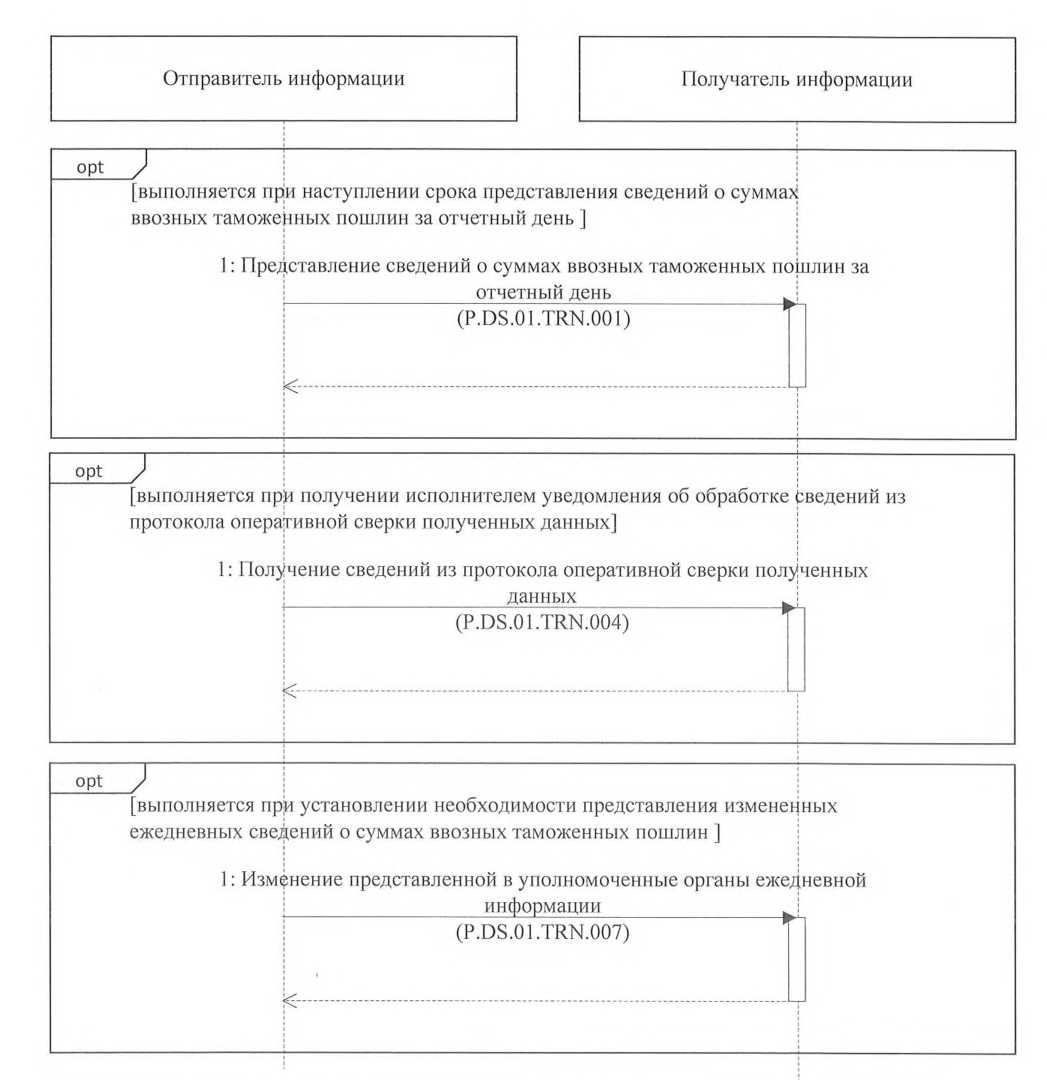 Отправитель информации
Получатель информации
opt
[выполняется при наступлении срока представления сведений о суммах
ввозных таможенных пошлин за отчетный день ]
1: Представление сведений о суммах ввозных таможенных пошлин за
отчетный день
(P.DS.01.TRN.001)
opt
[выполняется при получении исполнителем уведомления об обработке сведений из
протокола оперативной сверки полученных данных]
1: Получение сведений из протокола оперативной сверки полученных
данных
(P.DS.01.TRN.004)
opt
[выполняется при установлении необходимости представления измененных
ежедневных сведений о суммах ввозных таможенных пошлин ]
1: Изменение представленной в уполномоченные органы ежедневной
информации
(P.DS.01.TRN.007)